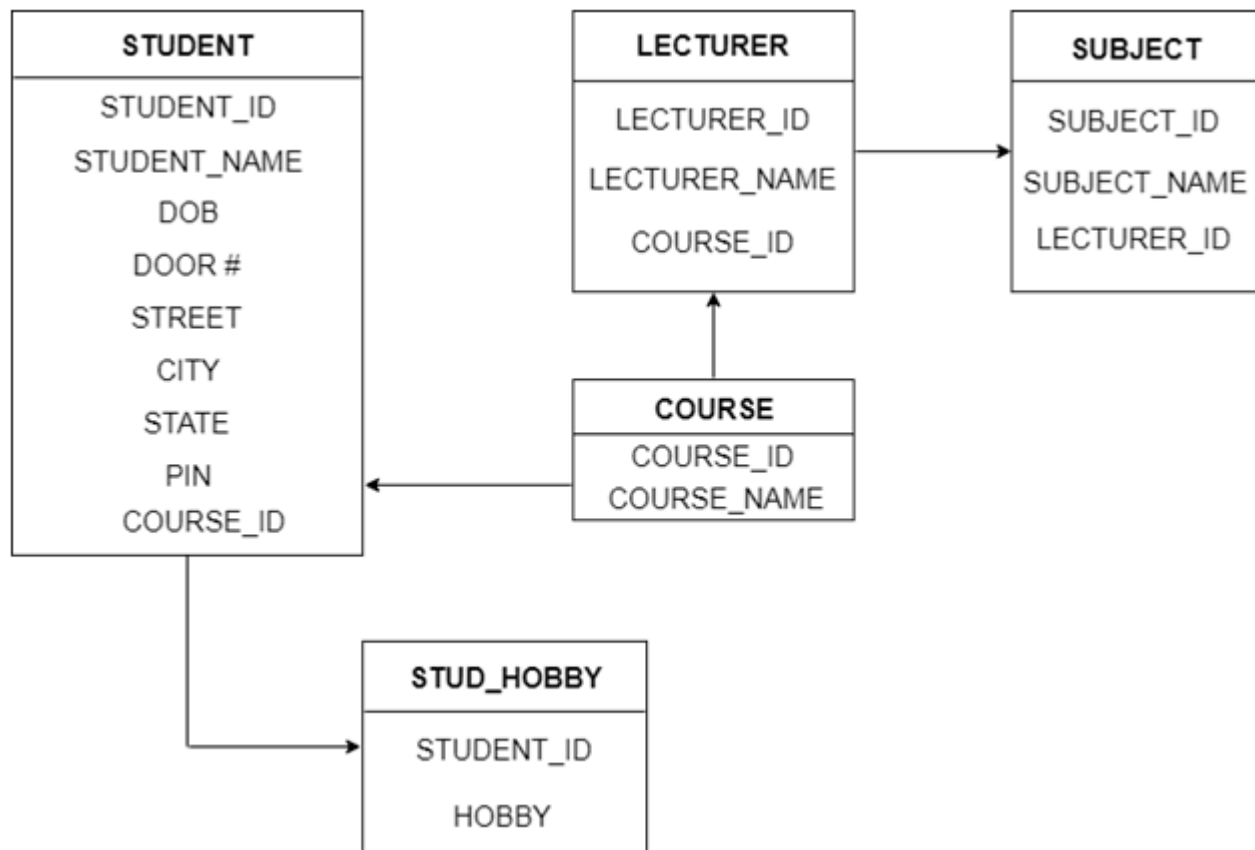 STUDENT
STUDENT_ID
STUDENT_NAME
DOB
DOOR #
STREET
CITY
STATE
PIN
COURSE_ID
LECTURER
LECTURER_ID
LECTURER_NAME
COURSE_ID
SUBJECT
SUBJECT_ID
SUBJECT_NAME
LECTURER_ID
COURSE
COURSE_ID
COURSE_NAME
STUD_HOBBY
STUDENT_ID
HOBBY